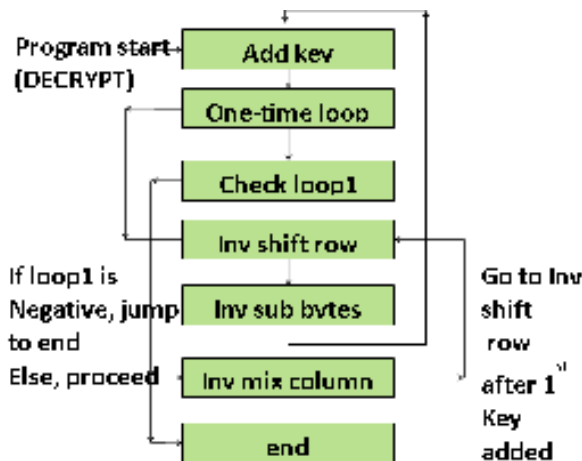 Program start
(DECRYPT)
Add key
One-time loop
Check loop1
Inv shift row
Inv sub bytes
Inv mix column
end
If loop1 is
Negative, jump
to end
Else, proceed
Go to Inv
shift
row
after 1st
Key
added